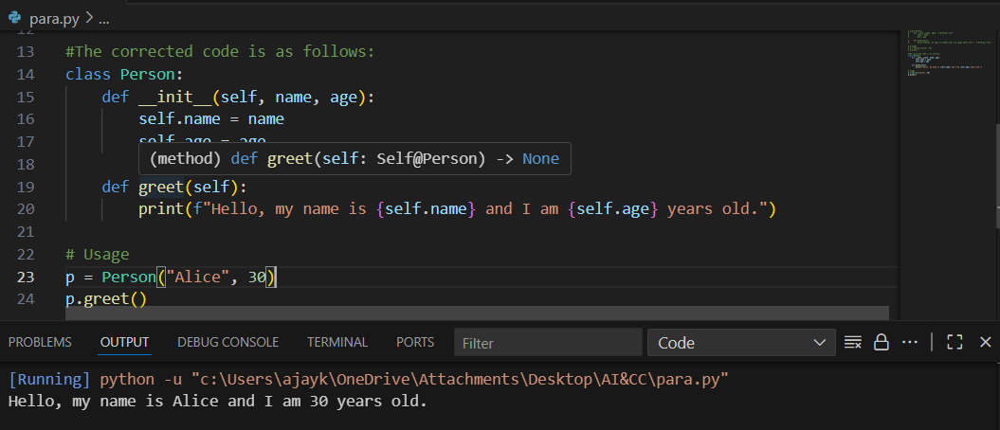 para.py > ...
12
13 #The corrected code is as follows:
14 class Person:
15 def __init__(self, name, age):
16 self.name = name
17 self.age = age
(method) def greet(self: Self@Person) -> None
18
19 def greet(self):
20 print(f"Hello, my name is {self.name} and I am {self.age} years old.")
21
22 # Usage
23 p = Person("Alice", 30)
24 p.greet()
PROBLEMS OUTPUT DEBUG CONSOLE TERMINAL PORTS Filter Code
[Running] python -u "c:\Users\ajayk\OneDrive\Attachments\Desktop\AI&CC\para.py"
Hello, my name is Alice and I am 30 years old.